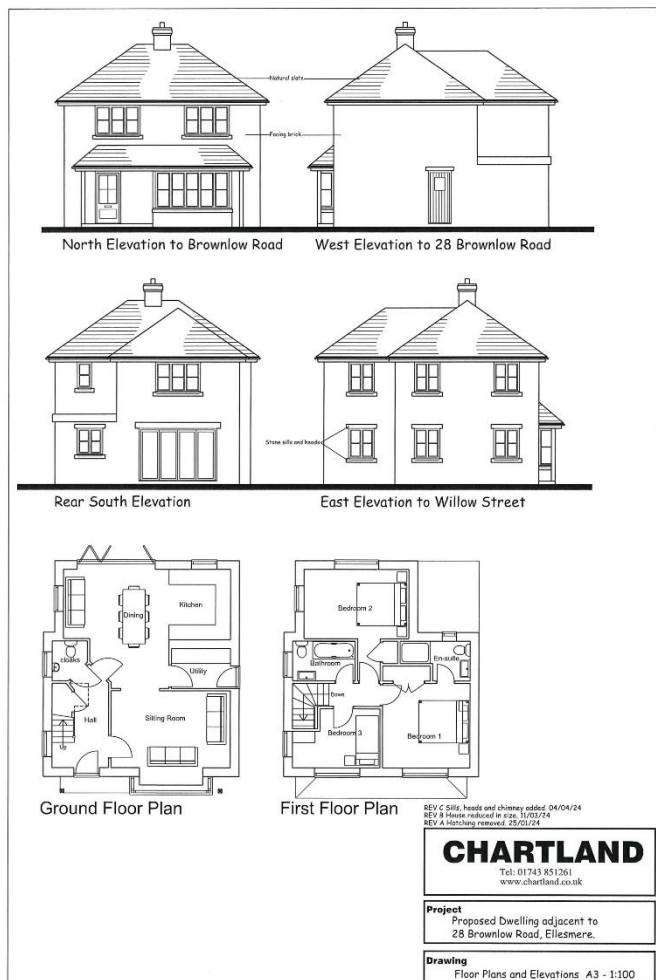 Natural slate
Facing brick
North Elevation to Brownlow Road
West Elevation to 28 Brownlow Road
Stone sills and heads
Rear South Elevation
East Elevation to Willow Street
Dining
Kitchen
cloaks
Utility
Hall
Sitting Room
Up
Ground Floor Plan
Bedroom 2
Bathroom
En-suite
Down
Bedroom 3
Bedroom 1
First Floor Plan
REV C Sills, heads and chimney added. 04/04/24
REV B House reduced in size. 11/03/24
REV A Hatching removed. 25/01/24
CHARTLAND
Tel: 01743 851261
www.chartland.co.uk
Project
Proposed Dwelling adjacent to
28 Brownlow Road, Ellesmere.
Drawing
Floor Plans and Elevations A3 - 1:100